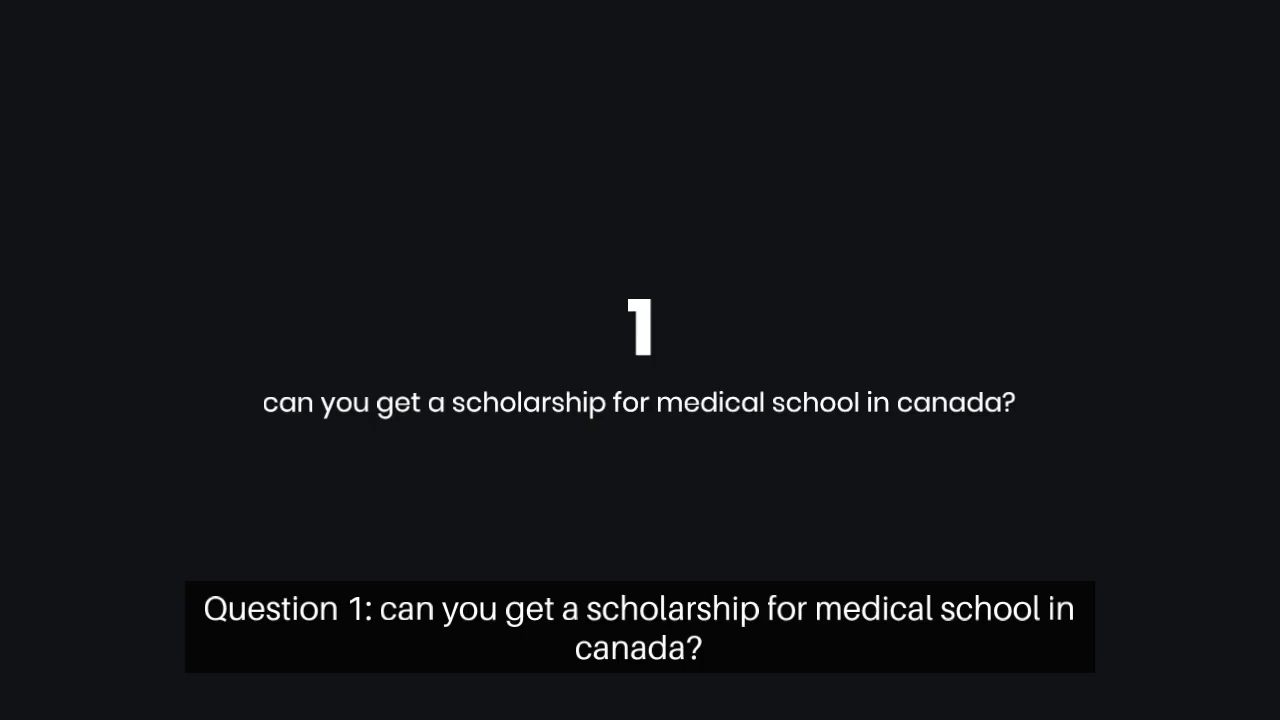 1
can you get a scholarship for medical school in canada?
Question 1: can you get a scholarship for medical school in
canada?